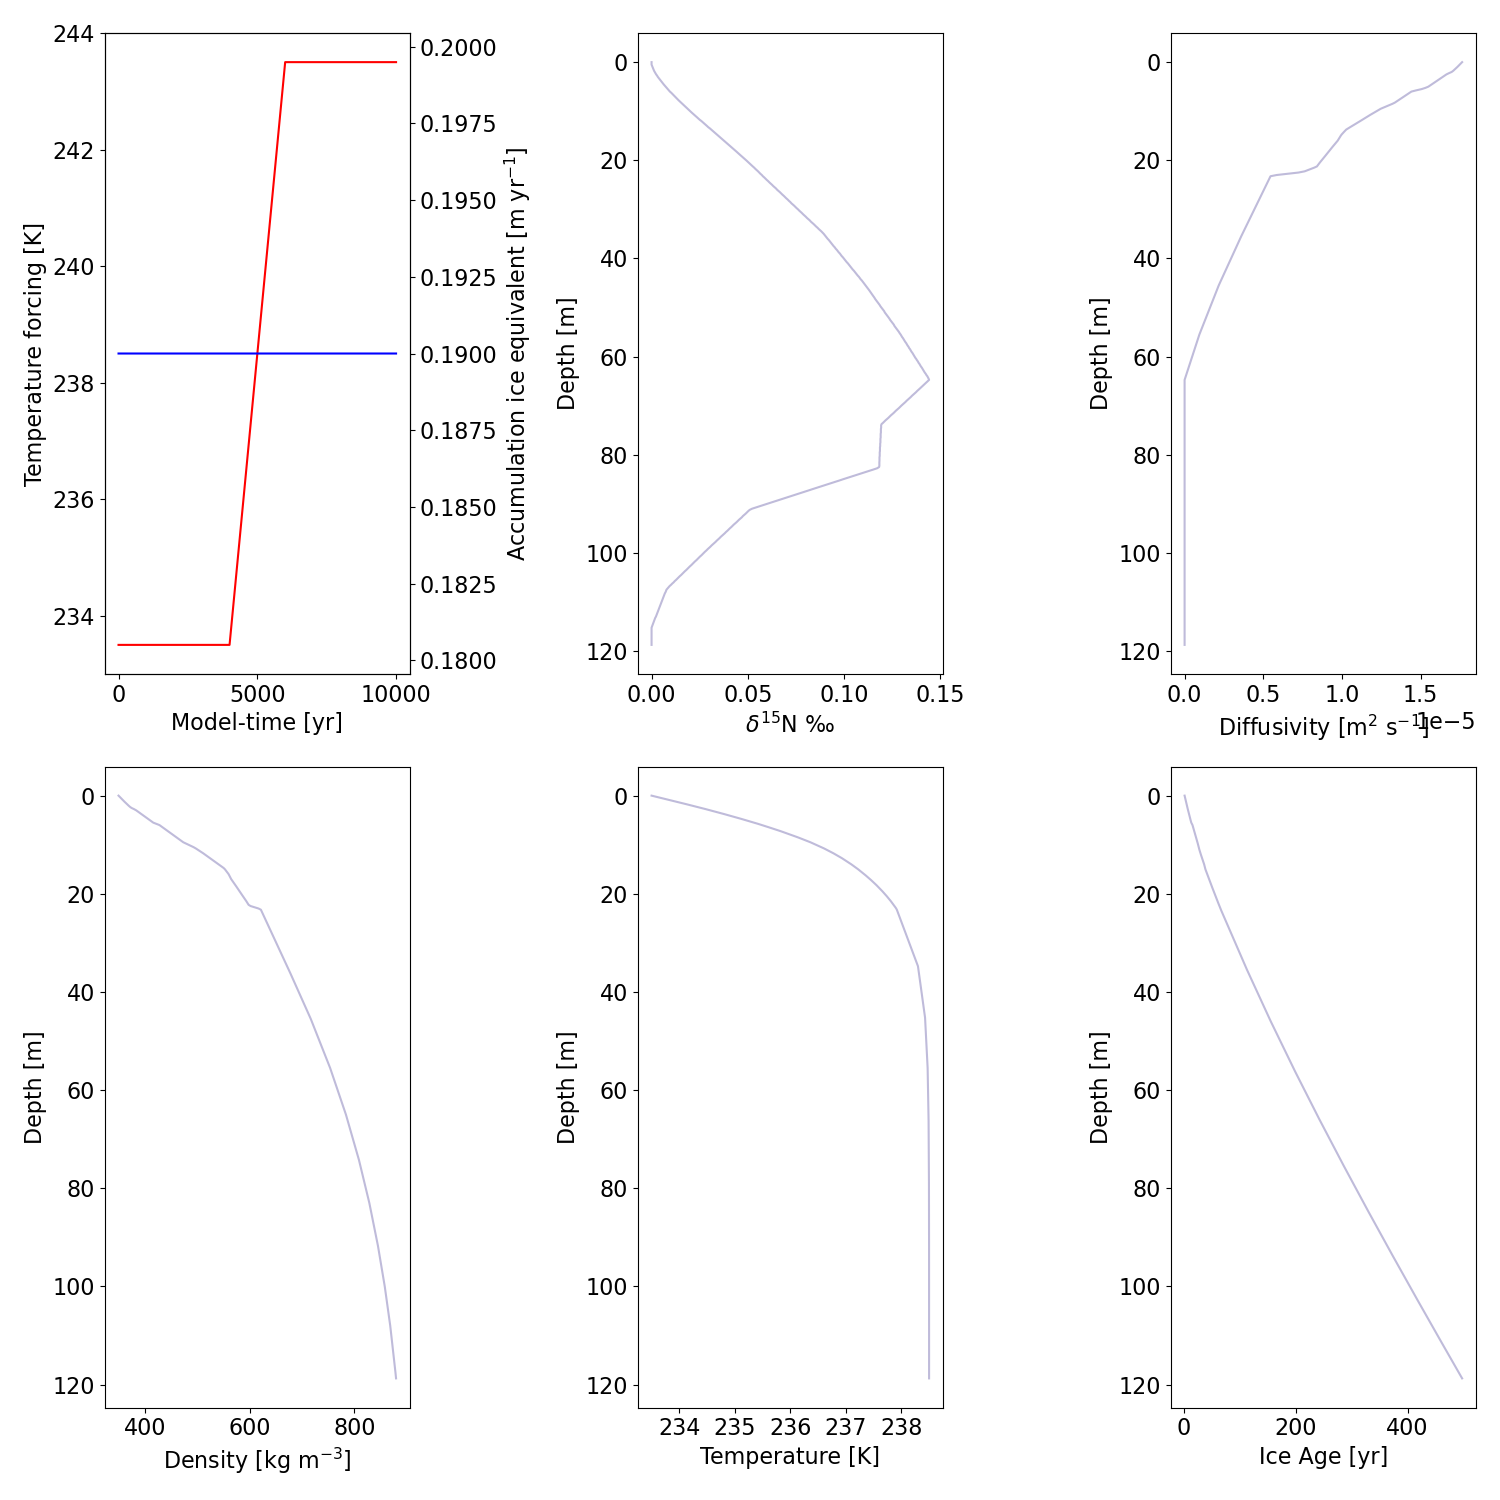 244
242
240
238
236
234
Temperature forcing [K]
0.2000
0.1975
0.1950
0.1925
0.1900
0.1875
0.1850
0.1825
0.1800
Accumulation ice equivalent [m yr⁻¹]
0 5000 10000
Model-time [yr]
0
20
40
60
80
100
120
Depth [m]
0.00 0.05 0.10 0.15
δ¹⁵N ‰
0
20
40
60
80
100
120
Depth [m]
0.0 0.5 1.0 1.5
1e−5
Diffusivity [m² s⁻¹]
0
20
40
60
80
100
120
Depth [m]
400 600 800
Density [kg m⁻³]
0
20
40
60
80
100
120
Depth [m]
234 235 236 237 238
Temperature [K]
0
20
40
60
80
100
120
Depth [m]
0 200 400
Ice Age [yr]